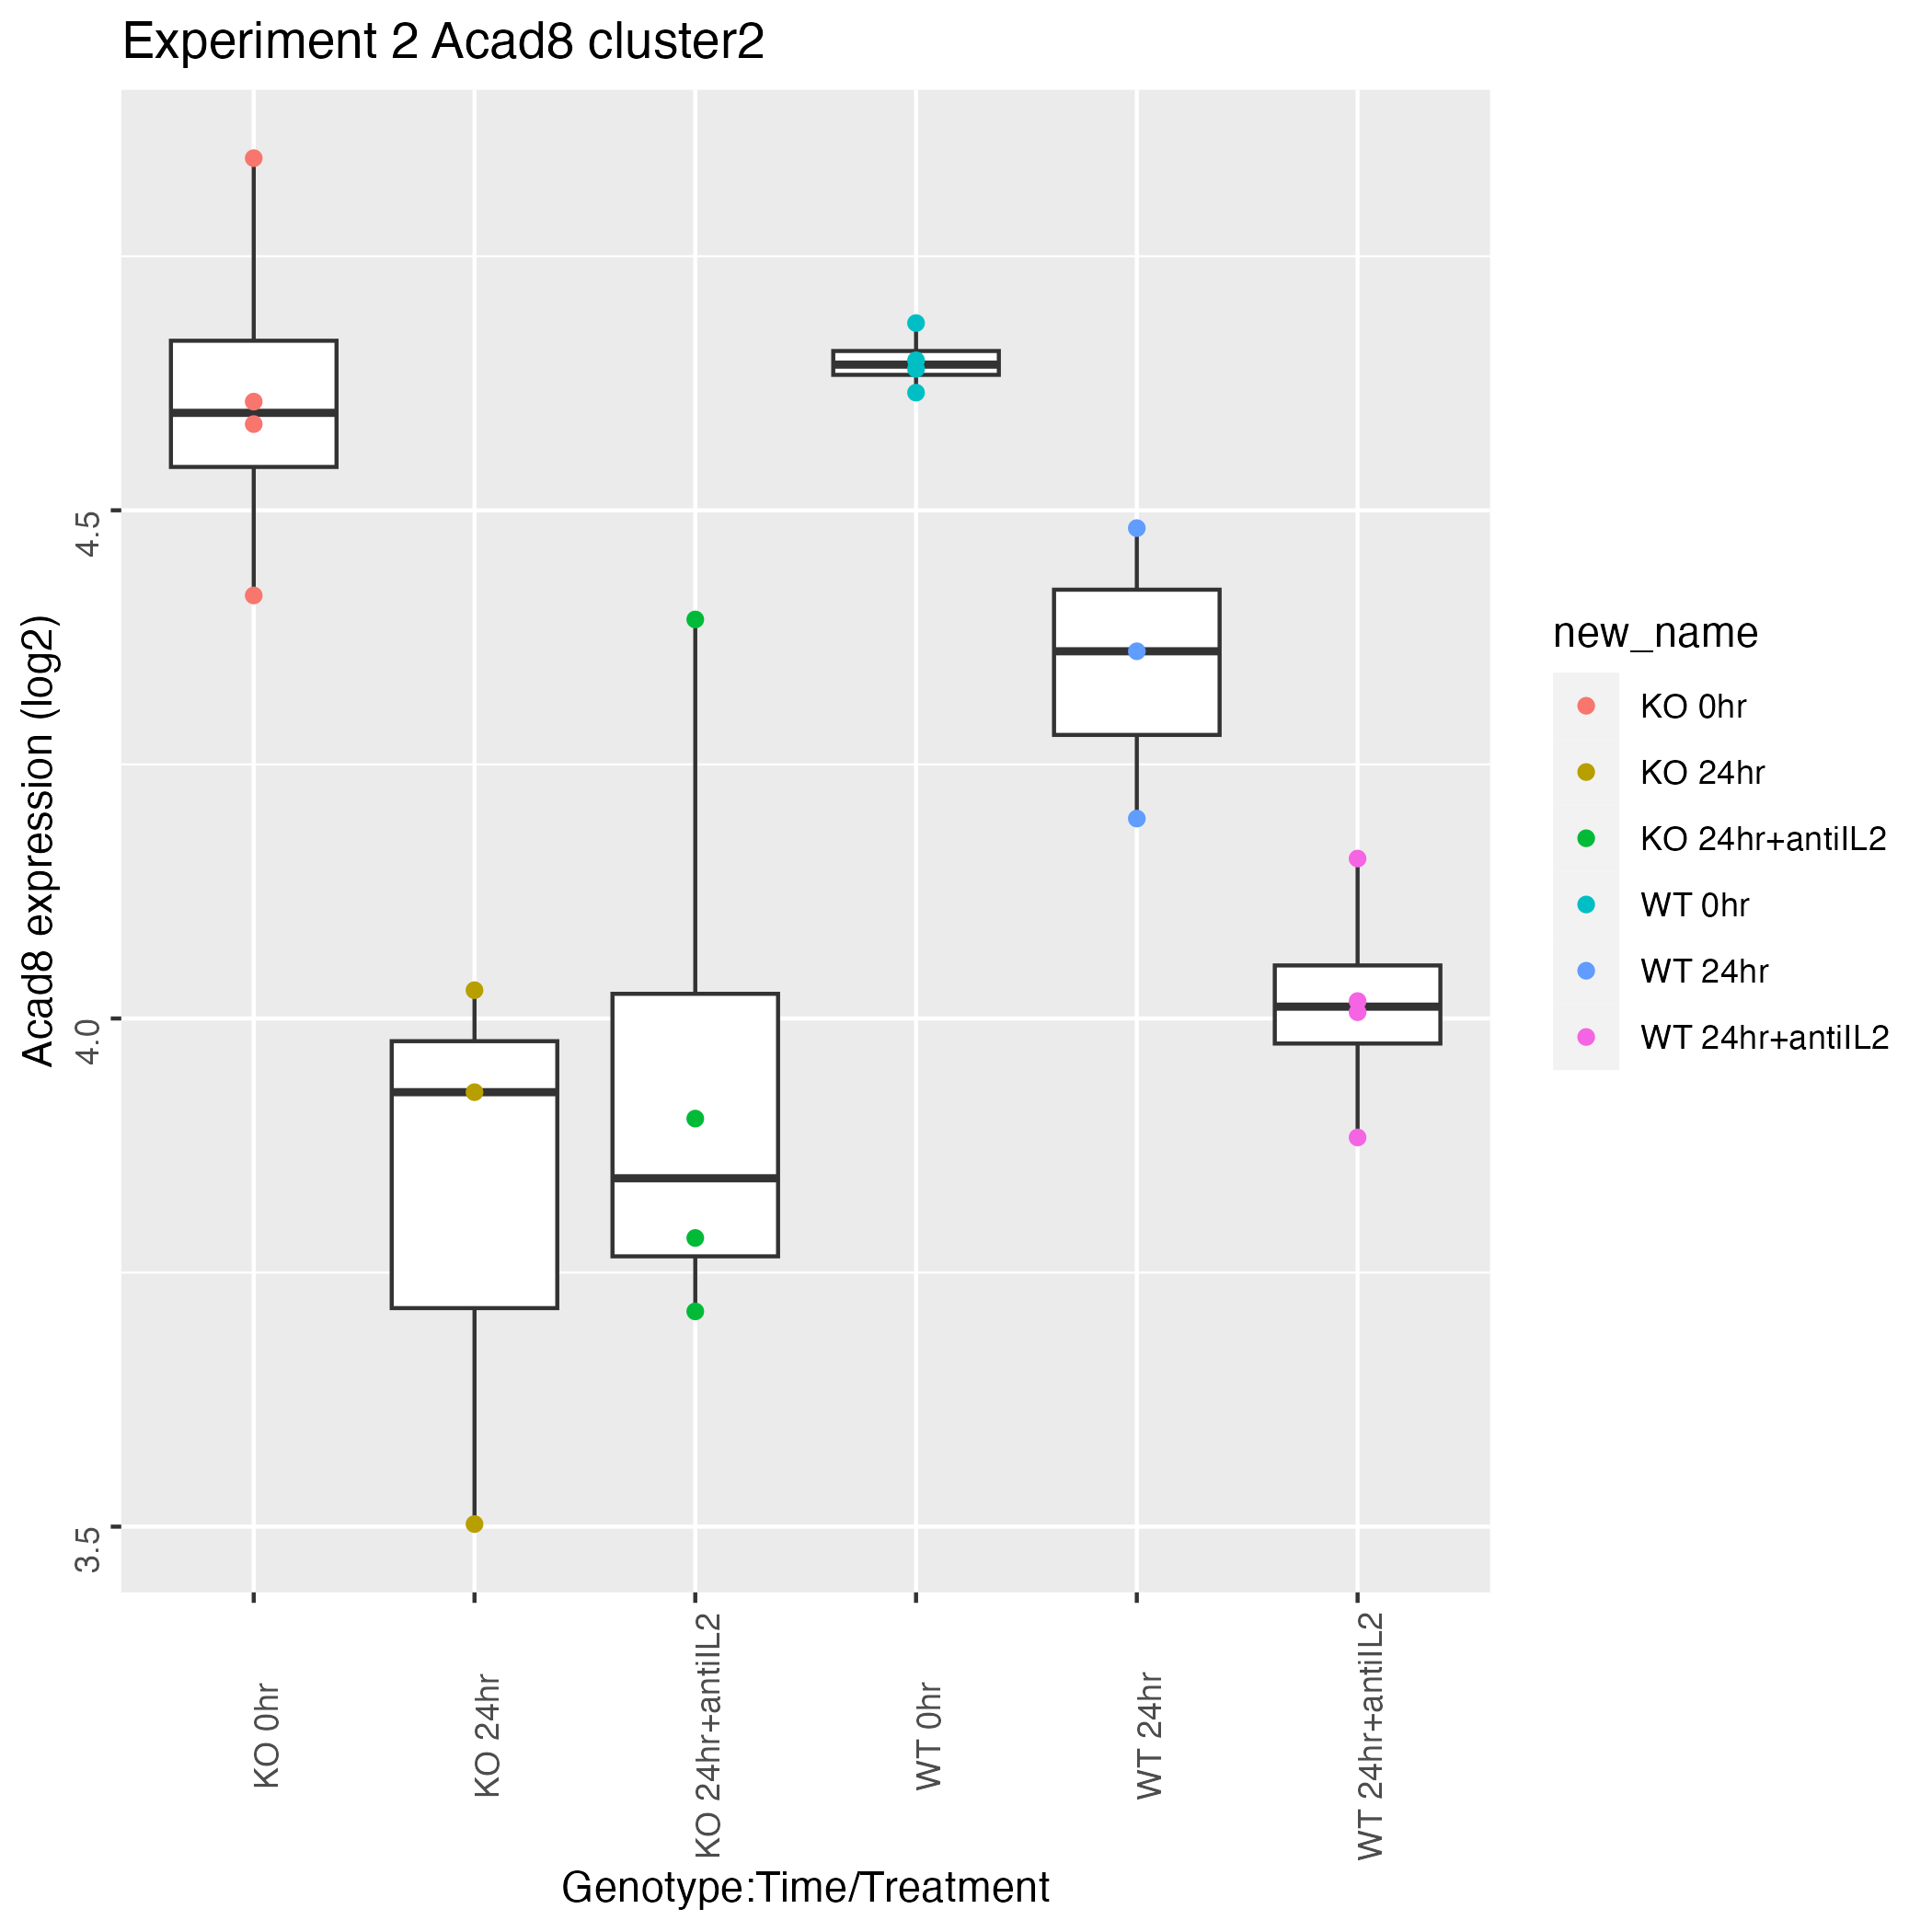 Experiment 2 Acad8 cluster2
Acad8 expression (log2)
4.5
4.0
3.5
KO 0hr
KO 24hr
KO 24hr+antiIL2
WT 0hr
WT 24hr
WT 24hr+antiIL2
Genotype:Time/Treatment
new_name
KO 0hr
KO 24hr
KO 24hr+antiIL2
WT 0hr
WT 24hr
WT 24hr+antiIL2